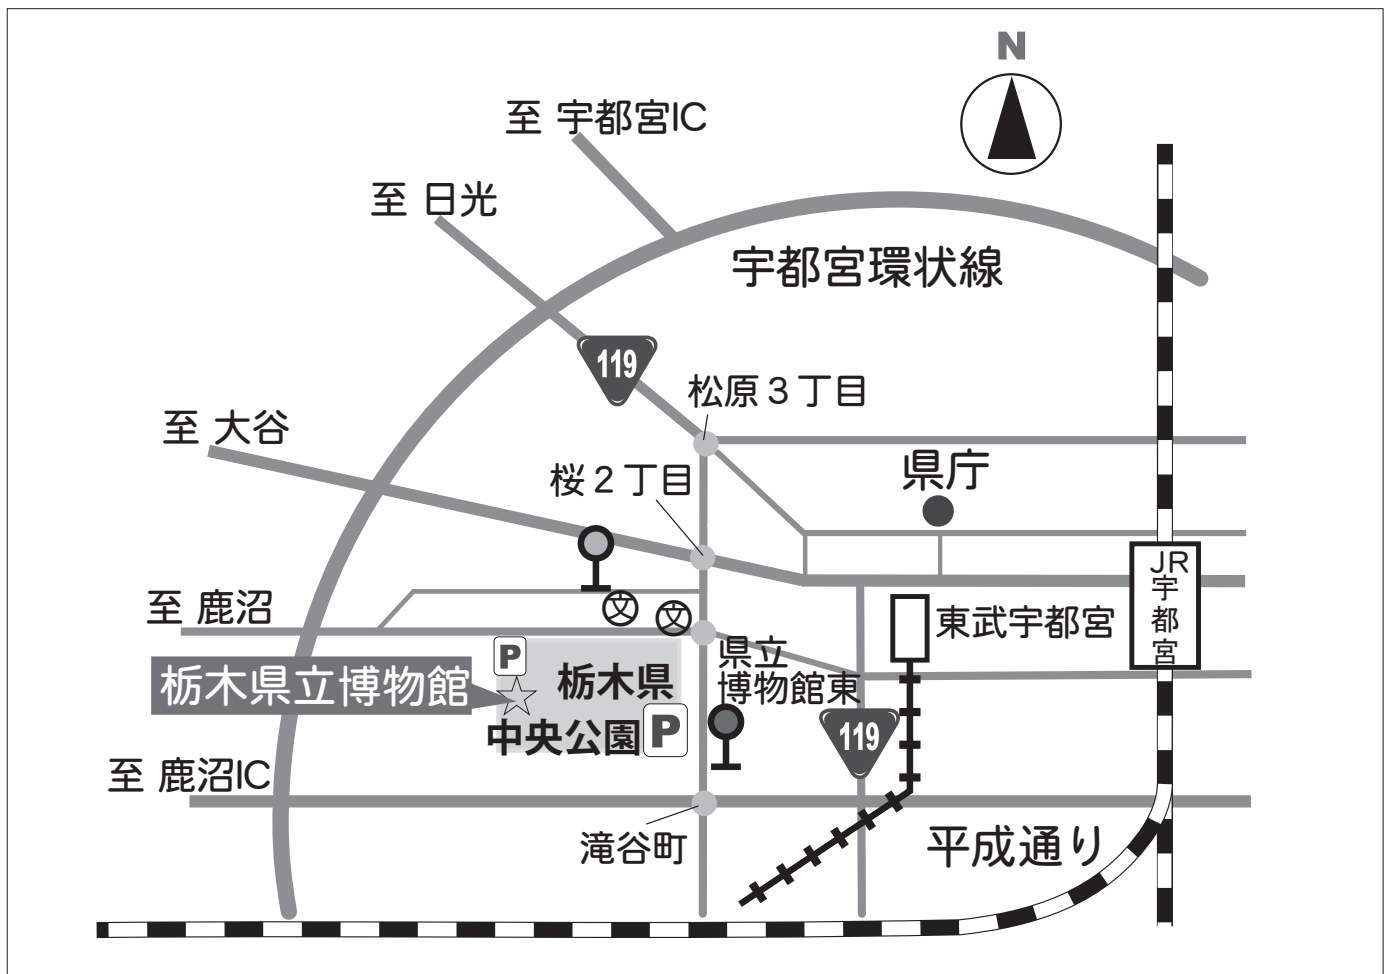 N
至 宇都宮IC
至 日光
宇都宮環状線
119
松原３丁目
至 大谷
県庁
桜２丁目
JR宇都宮
至 鹿沼
文
文
東武宇都宮
P
県立
博物館東
栃木県立博物館
栃木県
中央公園
P
119
至 鹿沼IC
滝谷町
平成通り